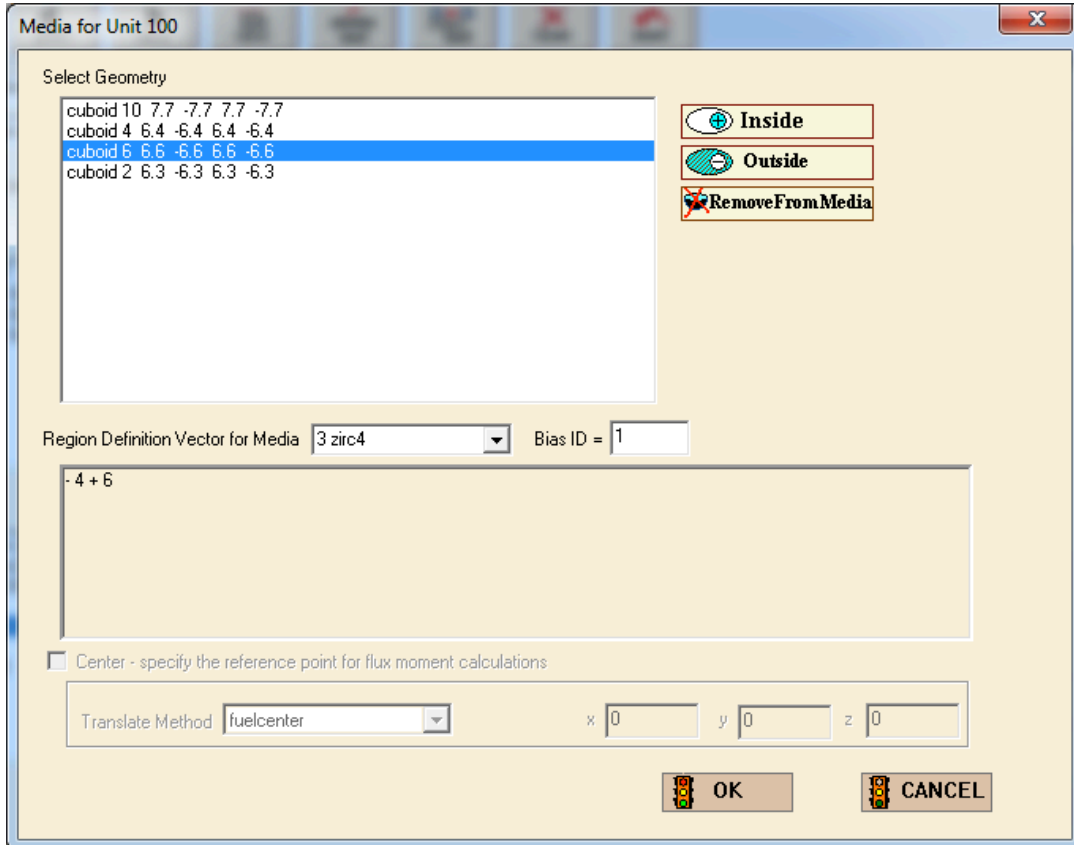 Media for Unit 100
Select Geometry
cuboid 10 7.7 -7.7 7.7 -7.7
cuboid 4 6.4 -6.4 6.4 -6.4
cuboid 6 6.6 -6.6 6.6 -6.6
cuboid 2 6.3 -6.3 6.3 -6.3
Inside
Outside
RemoveFromMedia
Region Definition Vector for Media 3 zirc4 Bias ID = 1
- 4 + 6
Center - specify the reference point for flux moment calculations
Translate Method fuelcenter x 0 y 0 z 0
OK CANCEL